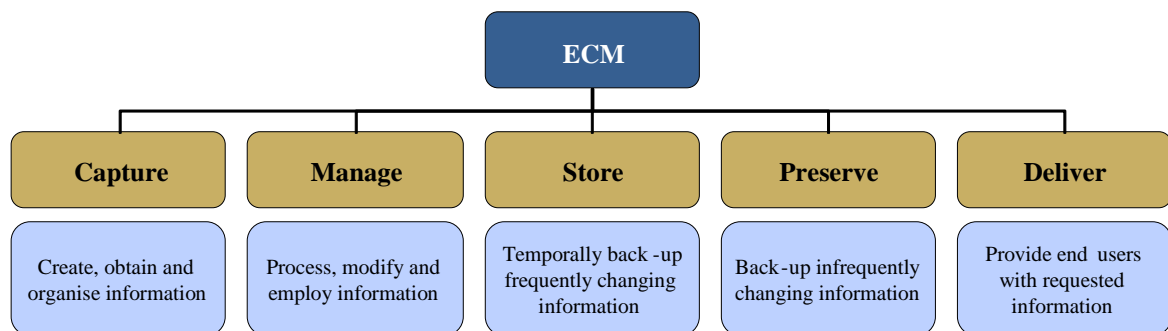 ECM
Capture
Manage
Store
Preserve
Deliver
Create, obtain and
organise information
Process, modify and
employ information
Temporally back -up
frequently changing
information
Back-up infrequently
changing information
Provide end users
with requested
information